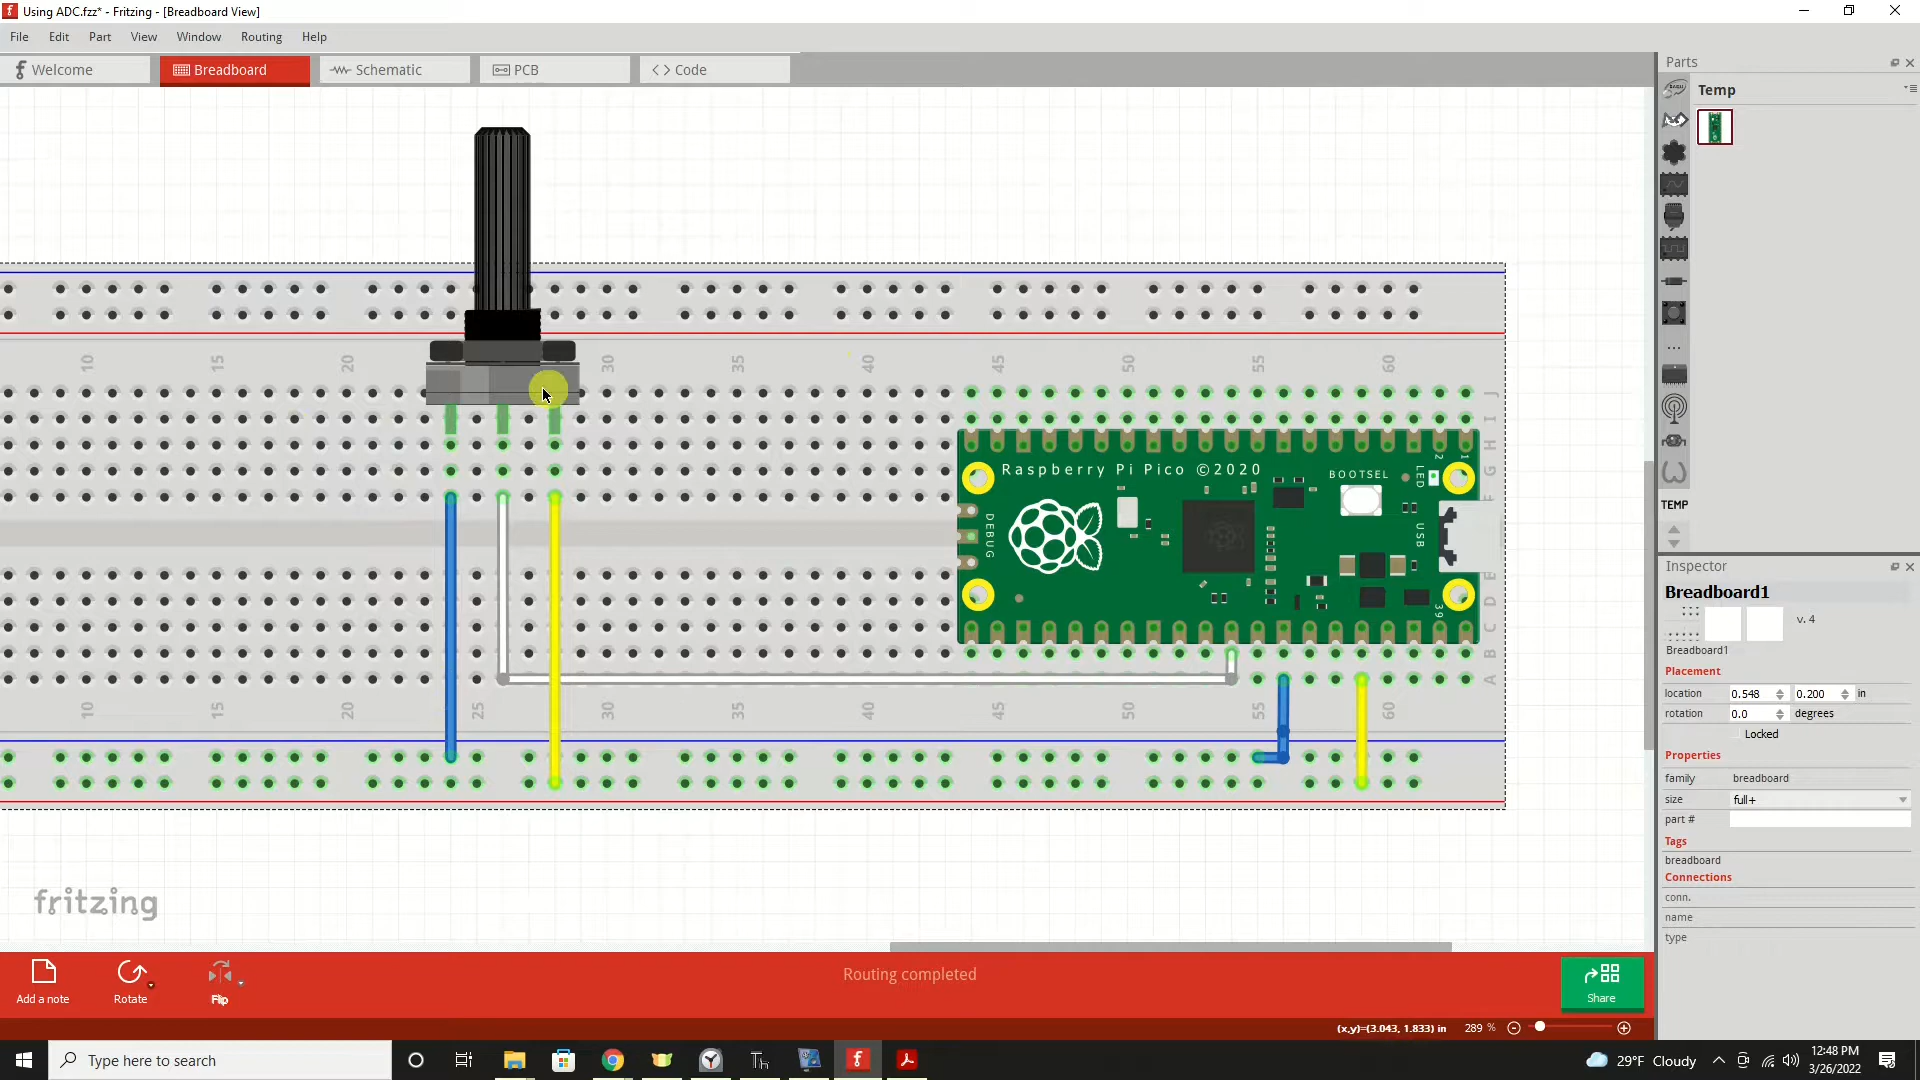 Using ADC.fzz* - Fritzing - [Breadboard View]
File Edit Part View Window Routing Help
Welcome Breadboard Schematic PCB Code
Parts
Temp
TEMP
10 15 20 30 35 40 45 50 55 60
J
I
H
G
F
Raspberry Pi Pico ©2020
BOOTSEL
LED
2 1
DEBUG
USB
39
E
D
C
B
A
10 15 20 25 30 35 40 45 50 55 60
fritzing
Inspector
Breadboard1
v. 4
Breadboard1
Placement
location 0.548 0.200 in
rotation 0.0 degrees
Locked
Properties
family breadboard
size full+
part #
Tags
breadboard
Connections
conn.
name
type
Add a note Rotate Flip
Routing completed
Share
(x,y)=(3.043, 1.833) in 289 %
Type here to search
29°F Cloudy
12:48 PM
3/26/2022